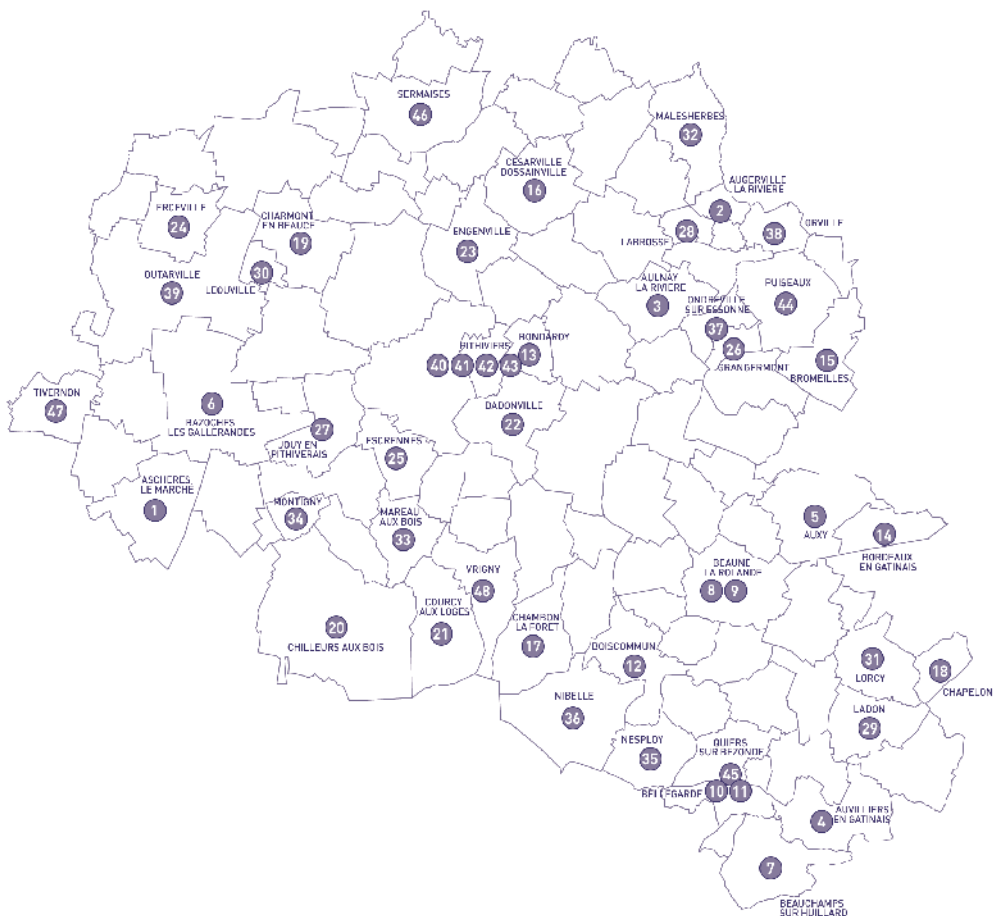 SERMAISES
46
MALESHERBES
32
CESARVILLE
DOSSAINVILLE
16
AUGERVILLE
LA RIVIERE
2
ERCEVILLE
24
CHARMONT
EN BEAUCE
19
ENGENVILLE
23
LABROSSE
28
38
ORVILLE
30
LEOUVILLE
OUTARVILLE
39
AULNAY
LA RIVIERE
3
ONDREVILLE
SUR ESSONNE
37
PUISEAUX
44
26
GRANGERMONT
15
BROMEILLES
PITHIVIERS
40 41 42 43
BONDAROY
13
TIVERNON
47
6
BAZOCHES
LES GALLERANDES
27
JOUY EN
PITHIVERAIS
DADONVILLE
22
ESCRENNES
25
ASCHERES
LE MARCHE
1
MONTIGNY
34
MAREAU
AUX BOIS
33
5
AUXY
14
BORDEAUX
EN GATINAIS
VRIGNY
48
BEAUNE
LA ROLANDE
8 9
COURCY
AUX LOGES
21
CHAMBON
LA FORET
17
20
CHILLEURS AUX BOIS
BOISCOMMUN
12
31
LORCY
18
CHAPELON
NIBELLE
36
LADON
29
NESPLOY
35
QUIERS
SUR BEZONDE
45
BELLEGARDE
10 11
4
AUVILLIERS
EN GATINAIS
7
BEAUCHAMPS
SUR HUILLARD